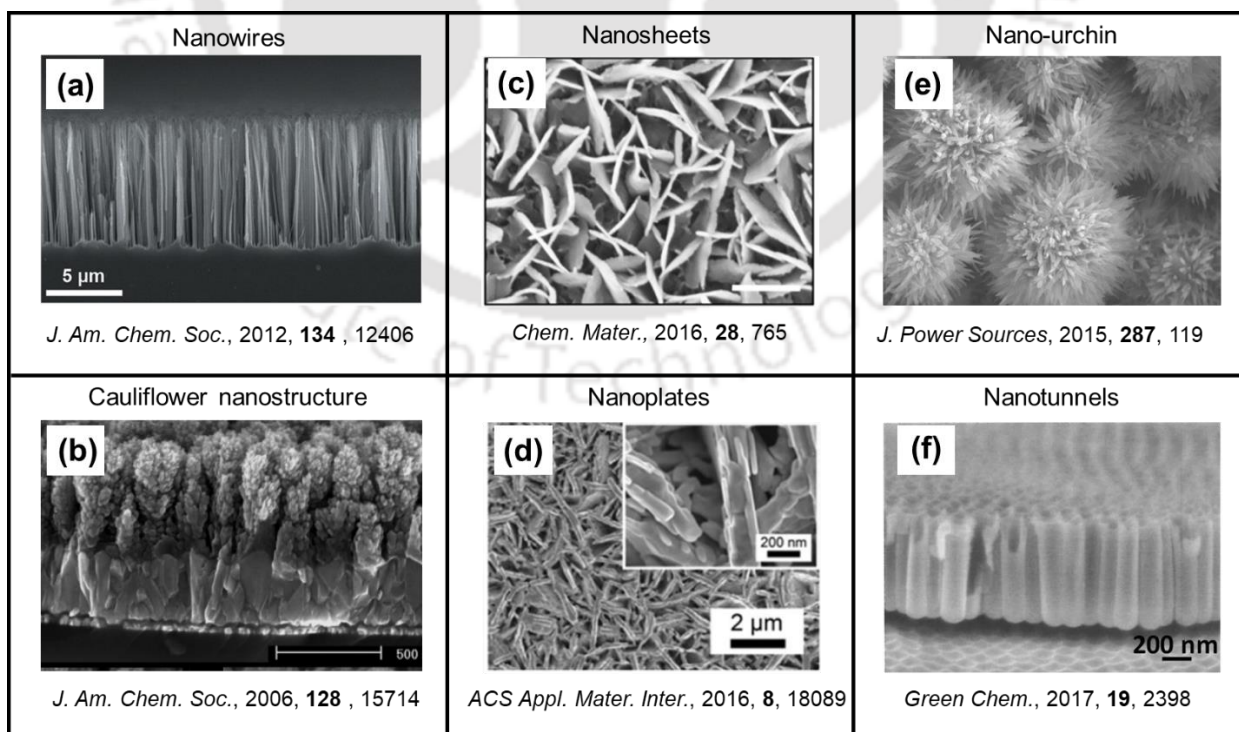 Nanowires
(a)
5 µm
J. Am. Chem. Soc., 2012, 134 , 12406
Nanosheets
(c)
Chem. Mater., 2016, 28, 765
Nano-urchin
(e)
J. Power Sources, 2015, 287, 119
Cauliflower nanostructure
(b)
500
J. Am. Chem. Soc., 2006, 128 , 15714
Nanoplates
(d)
200 nm
2 µm
ACS Appl. Mater. Inter., 2016, 8, 18089
Nanotunnels
(f)
200 nm
Green Chem., 2017, 19, 2398
of Technolog